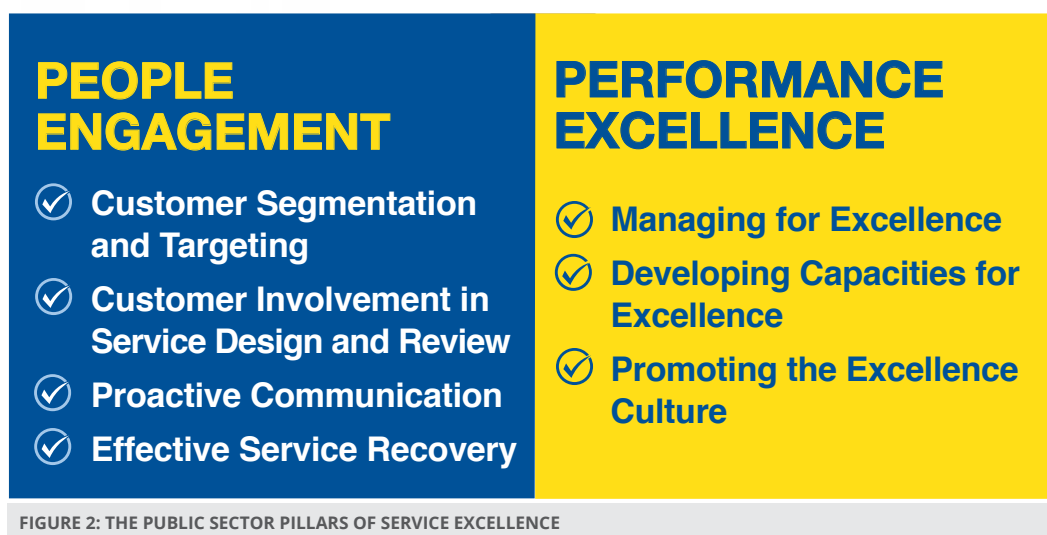 PEOPLE
ENGAGEMENT
Customer Segmentation
and Targeting
Customer Involvement in
Service Design and Review
Proactive Communication
Effective Service Recovery
PERFORMANCE
EXCELLENCE
Managing for Excellence
Developing Capacities for
Excellence
Promoting the Excellence
Culture
FIGURE 2: THE PUBLIC SECTOR PILLARS OF SERVICE EXCELLENCE